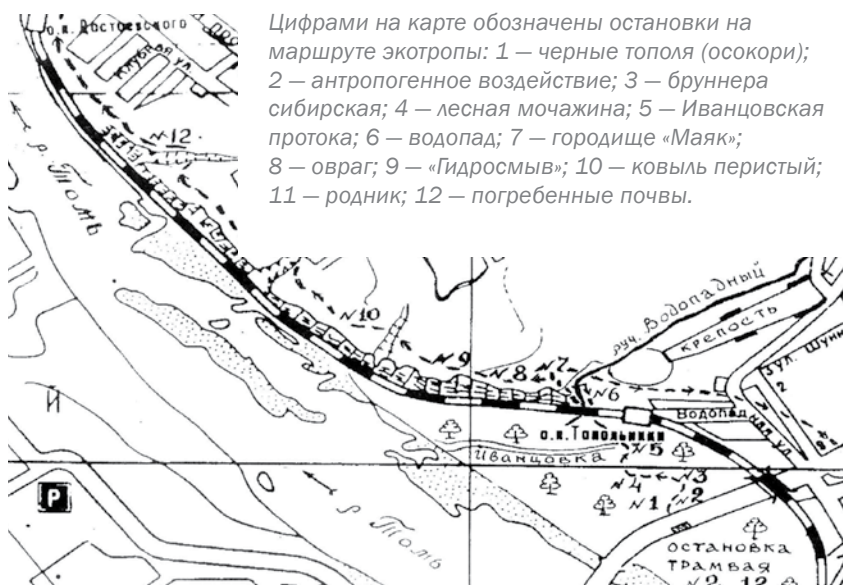 Цифрами на карте обозначены остановки на
маршруте экотропы: 1 — черные тополя (осокори);
2 — антропогенное воздействие; 3 — бруннера
сибирская; 4 — лесная мочажина; 5 — Иванцовская
протока; 6 — водопад; 7 — городище «Маяк»;
8 — овраг; 9 — «Гидросмыв»; 10 — ковыль перистый;
11 — родник; 12 — погребенные почвы.
о.п. Достоевского
Клубная ул.
№12
р. Томь
№10
№9
№8
№7
№6
руч. Водопадный
крепость
Водопадная ул.
о.п. Топольники
Иванцовка
№5
№3
№4
№1
№2
Й
P
р. Томь
остановка
трамвая
№2, 12